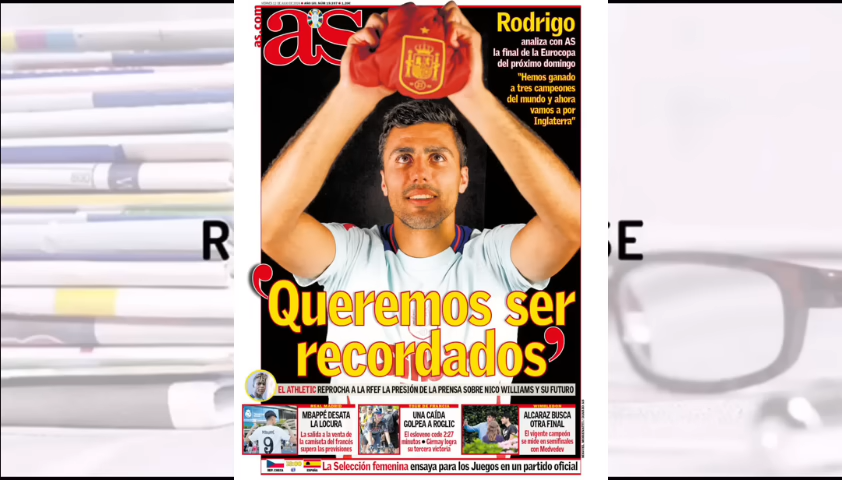 as.com
as
Rodrigo
analiza con AS
la final de la Eurocopa
del próximo domingo
"Hemos ganado
a tres campeones
del mundo y ahora
vamos a por
Inglaterra"
R
SE
'Queremos ser
recordados'
EL ATHLETIC REPROCHA A LA RFEF LA PRESIÓN DE LA PRENSA SOBRE NICO WILLIAMS Y SU FUTURO
MBAPPÉ DESATA
LA LOCURA
La salida a la venta de
la camiseta del francés
supera las previsiones
9
UNA CAÍDA
GOLPEA A ROGLIC
El esloveno cede 2:27
minutos ● Girmay logra
su tercera victoria
ALCARAZ BUSCA
OTRA FINAL
El vigente campeón
se mide en semifinales
con Medvedev
La Selección femenina ensaya para los Juegos en un partido oficial